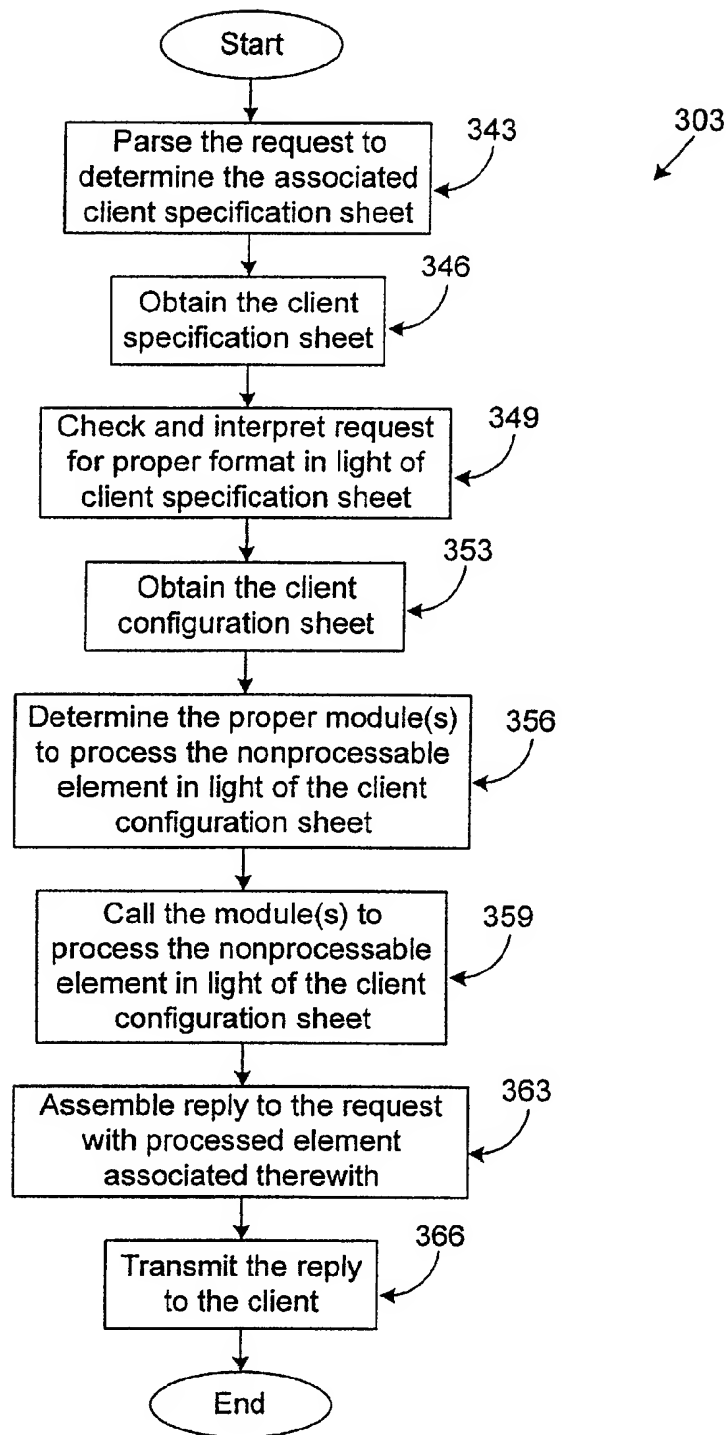 Start
303
Parse the request to
determine the associated
client specification sheet
343
Obtain the client
specification sheet
346
Check and interpret request
for proper format in light of
client specification sheet
349
Obtain the client
configuration sheet
353
Determine the proper module(s)
to process the nonprocessable
element in light of the client
configuration sheet
356
Call the module(s) to
process the nonprocessable
element in light of the client
configuration sheet
359
Assemble reply to the request
with processed element
associated therewith
363
Transmit the reply
to the client
366
End